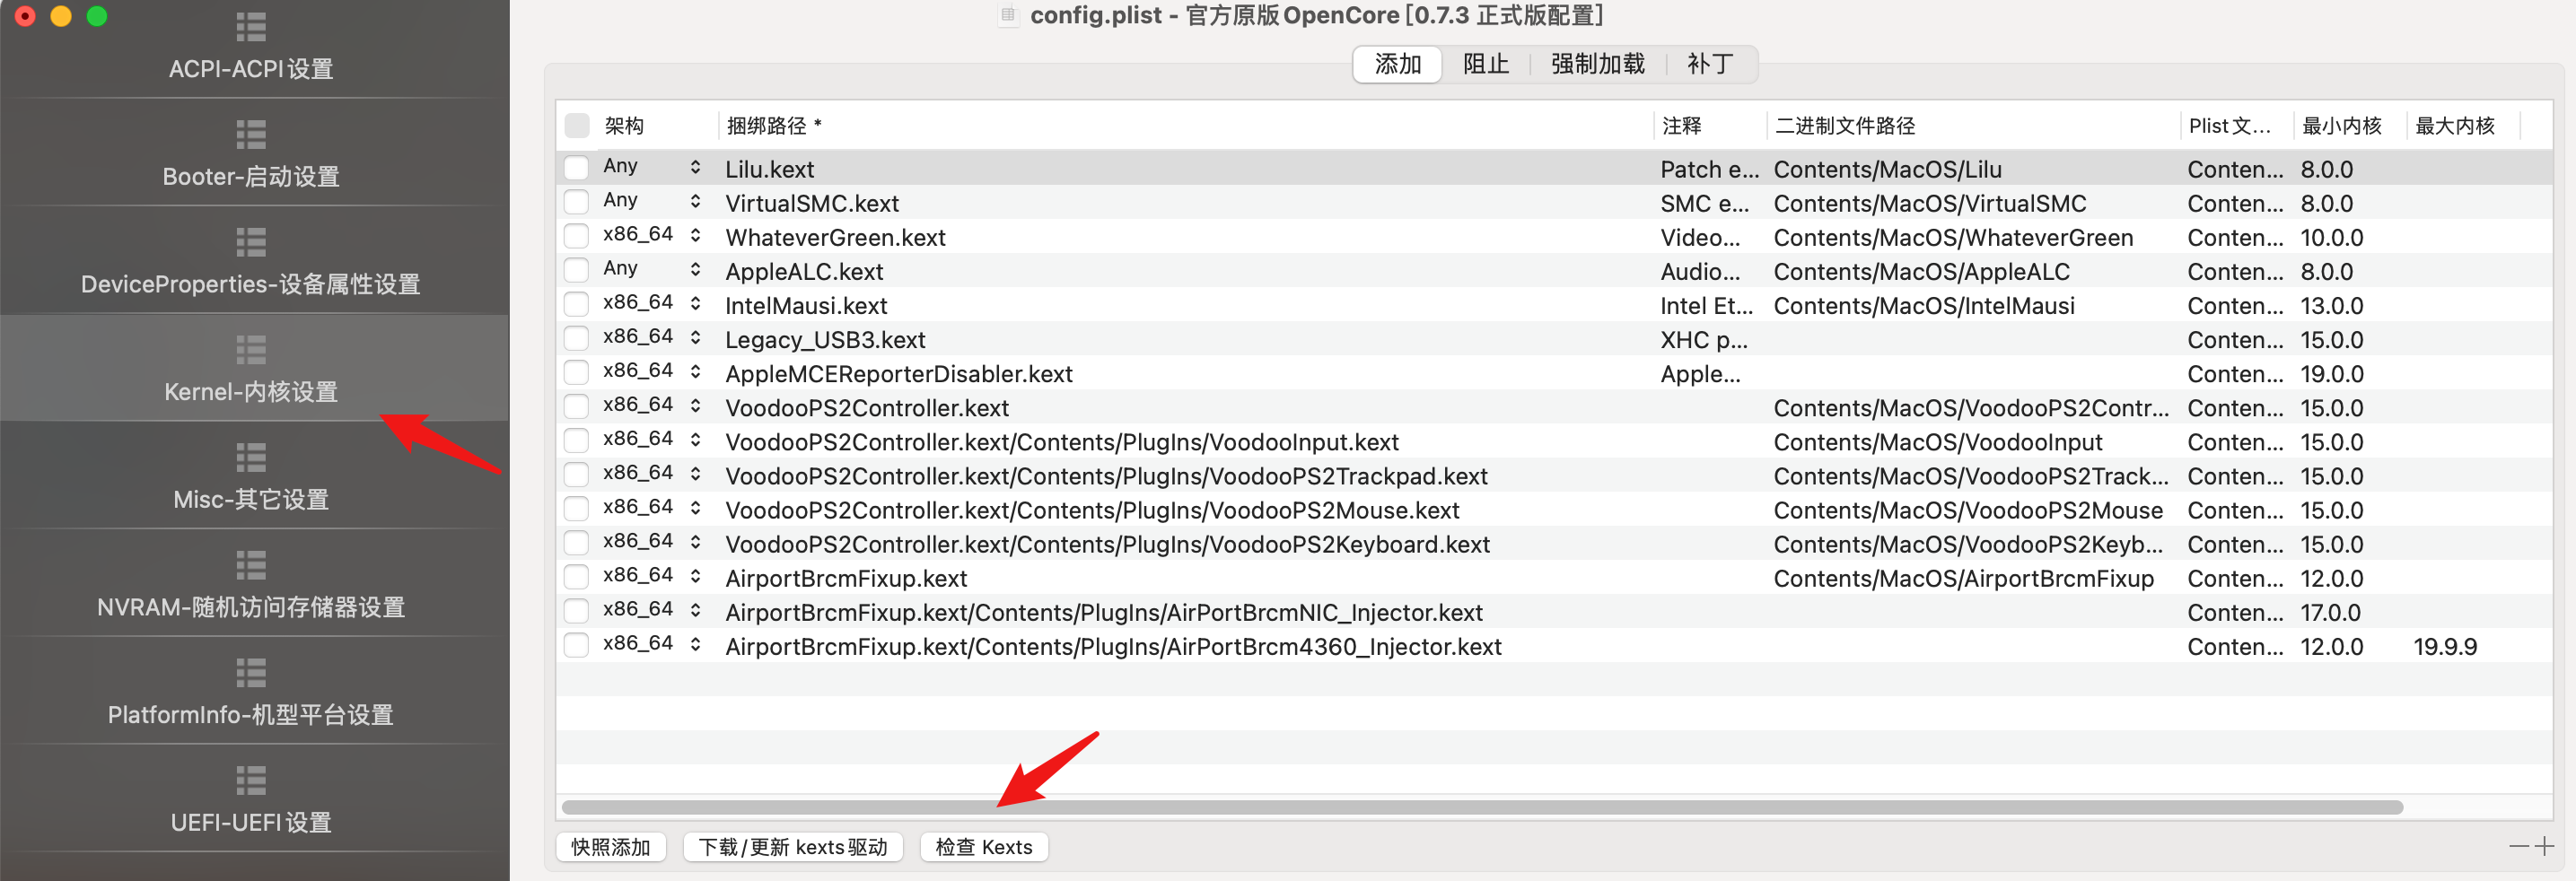 config.plist - 官方原版OpenCore[0.7.3 正式版配置]
ACPI-ACPI设置
Booter-启动设置
DeviceProperties-设备属性设置
Kernel-内核设置
Misc-其它设置
NVRAM-随机访问存储器设置
PlatformInfo-机型平台设置
UEFI-UEFI设置
添加 阻止 强制加载 补丁
架构 捆绑路径 * 注释 二进制文件路径 Plist文... 最小内核 最大内核
Any Lilu.kext Patch e... Contents/MacOS/Lilu Conten... 8.0.0
Any VirtualSMC.kext SMC e... Contents/MacOS/VirtualSMC Conten... 8.0.0
x86_64 WhateverGreen.kext Video... Contents/MacOS/WhateverGreen Conten... 10.0.0
Any AppleALC.kext Audio... Contents/MacOS/AppleALC Conten... 8.0.0
x86_64 IntelMausi.kext Intel Et... Contents/MacOS/IntelMausi Conten... 13.0.0
x86_64 Legacy_USB3.kext XHC p... Conten... 15.0.0
x86_64 AppleMCEReporterDisabler.kext Apple... Conten... 19.0.0
x86_64 VoodooPS2Controller.kext Contents/MacOS/VoodooPS2Contr... Conten... 15.0.0
x86_64 VoodooPS2Controller.kext/Contents/PlugIns/VoodooInput.kext Contents/MacOS/VoodooInput Conten... 15.0.0
x86_64 VoodooPS2Controller.kext/Contents/PlugIns/VoodooPS2Trackpad.kext Contents/MacOS/VoodooPS2Track... Conten... 15.0.0
x86_64 VoodooPS2Controller.kext/Contents/PlugIns/VoodooPS2Mouse.kext Contents/MacOS/VoodooPS2Mouse Conten... 15.0.0
x86_64 VoodooPS2Controller.kext/Contents/PlugIns/VoodooPS2Keyboard.kext Contents/MacOS/VoodooPS2Keyb... Conten... 15.0.0
x86_64 AirportBrcmFixup.kext Contents/MacOS/AirportBrcmFixup Conten... 12.0.0
x86_64 AirportBrcmFixup.kext/Contents/PlugIns/AirPortBrcmNIC_Injector.kext Conten... 17.0.0
x86_64 AirportBrcmFixup.kext/Contents/PlugIns/AirPortBrcm4360_Injector.kext Conten... 12.0.0 19.9.9
快照添加 下载/更新 kexts驱动 检查 Kexts